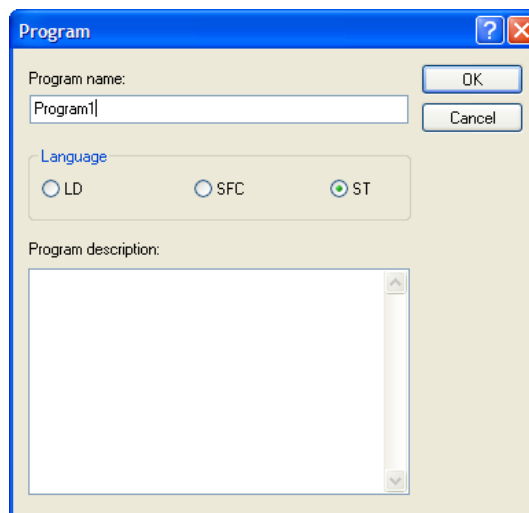 Program
Program name:
OK
Program1
Cancel
Language
LD
SFC
ST
Program description: